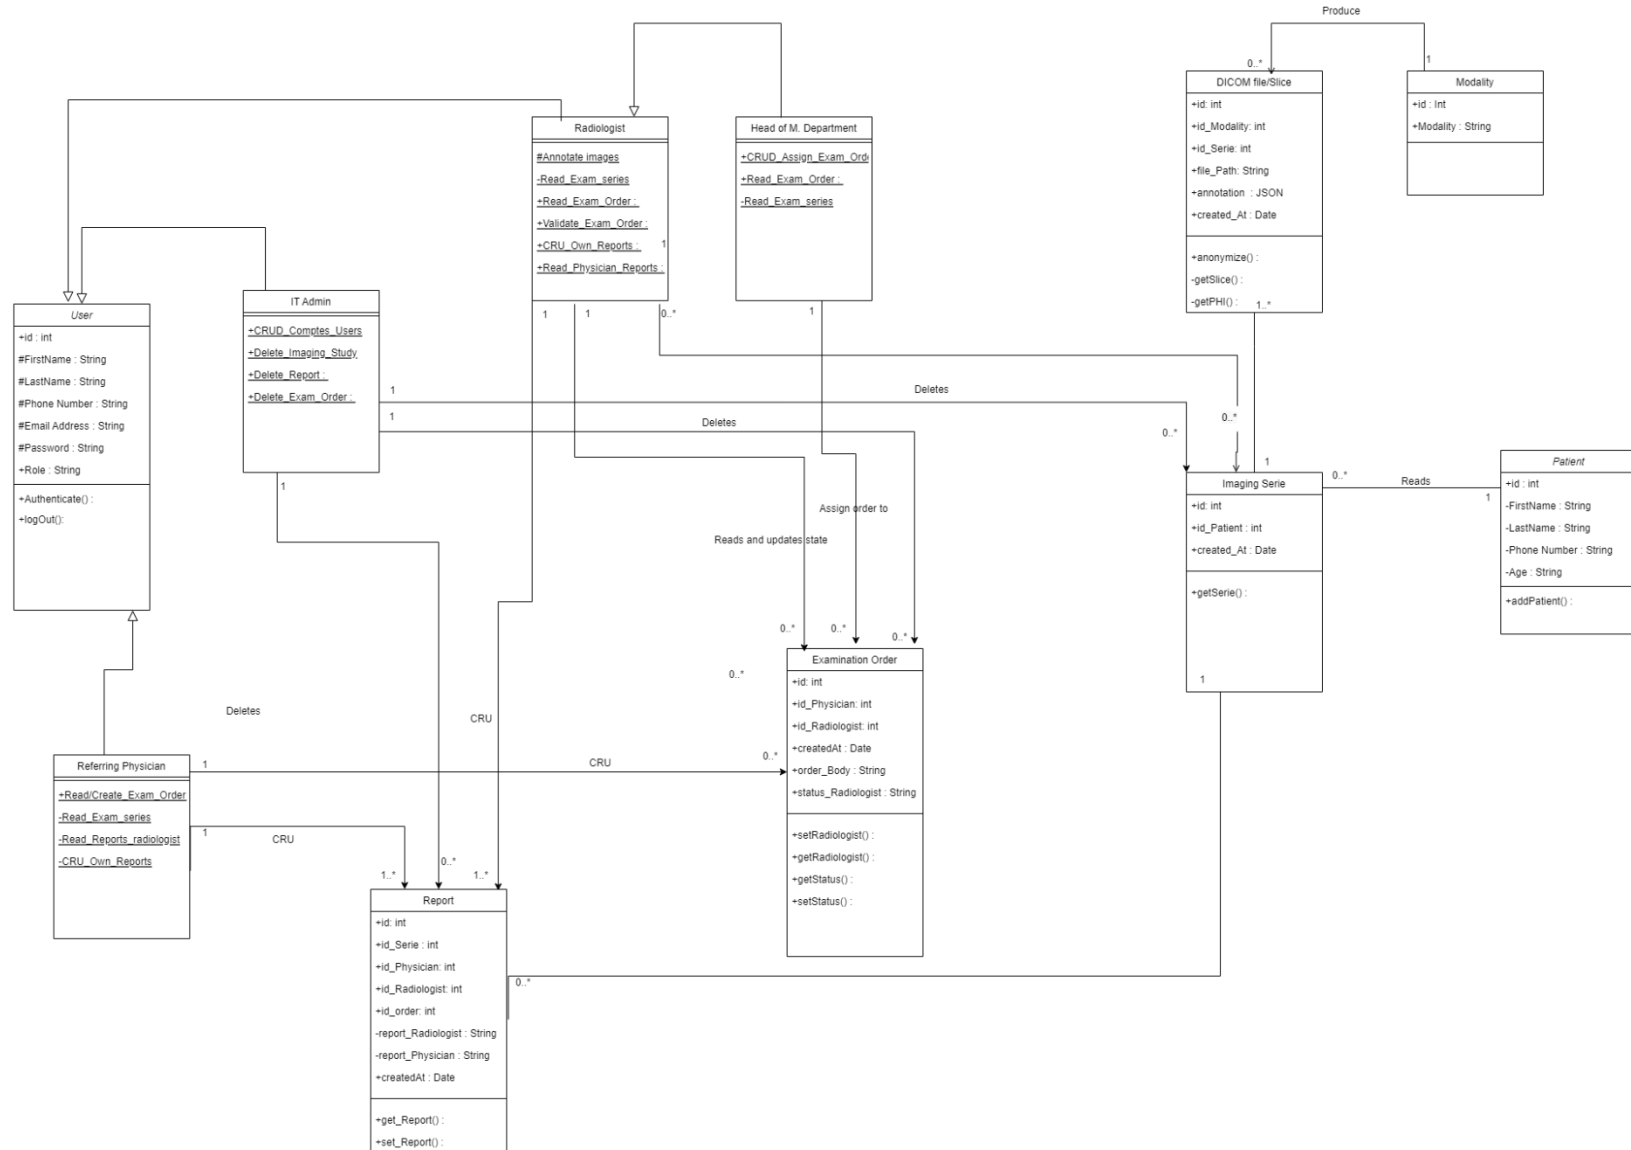 Produce
0..*
1
DICOM file/Slice
+id: int
+id_Modality: int
+id_Serie: int
+file_Path: String
+annotation : JSON
+created_At : Date
+anonymize() :
-getSlice() :
-getPHI() :
1..*
Modality
+id : Int
+Modality : String
Radiologist
#Annotate images
-Read_Exam_series
+Read_Exam_Order :
+Validate_Exam_Order :
+CRU_Own_Reports :
1
+Read_Physician_Reports :
Head of M. Department
+CRUD_Assign_Exam_Orde
+Read_Exam_Order :
-Read_Exam_series
1
1
0..*
1
User
+id : int
#FirstName : String
#LastName : String
#Phone Number : String
#Email Address : String
#Password : String
+Role : String
+Authenticate() :
+logOut():
IT Admin
+CRUD_Comptes_Users
+Delete_Imaging_Study
+Delete_Report :
+Delete_Exam_Order :
1
1
1
Deletes
0..*
Deletes
0..*
0..*
1
Imaging Serie
+id: int
+id_Patient : int
+created_At : Date
+getSerie() :
1
0..*
Reads
1
Patient
+id : int
-FirstName : String
-LastName : String
-Phone Number : String
-Age : String
+addPatient() :
Assign order to
Reads and updates state
0..*
0..*
0..*
Examination Order
+id: int
+id_Physician: int
+id_Radiologist: int
+createdAt : Date
+order_Body : String
+status_Radiologist : String
+setRadiologist() :
+getRadiologist() :
+getStatus() :
+setStatus() :
Deletes
CRU
Referring Physician
+Read/Create_Exam_Order
-Read_Exam_series
-Read_Reports_radiologist
-CRU_Own_Reports
1
CRU
0..*
1
CRU
1..*
0..*
1..*
Report
+id: int
+id_Serie : int
+id_Physician: int
+id_Radiologist: int
+id_order: int
-report_Radiologist : String
-report_Physician : String
+createdAt : Date
+get_Report() :
+set_Report() :
0..*